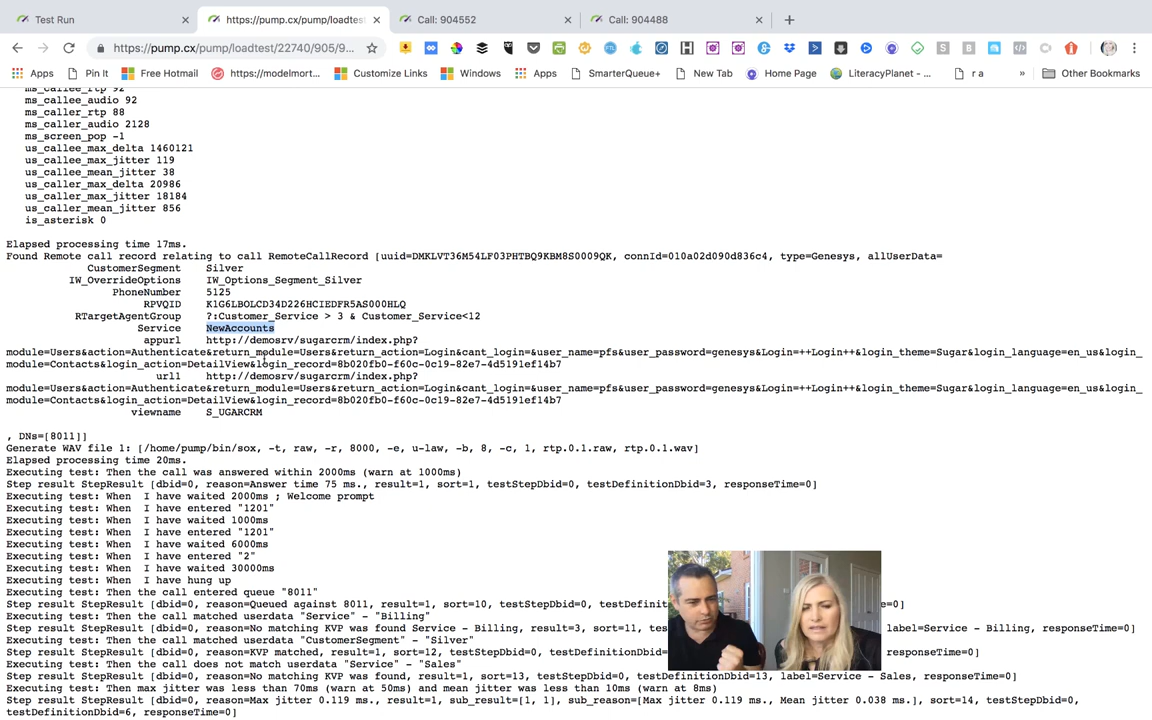 Test Run
https://pump.cx/pump/loadtest
Call: 904552
Call: 904488
https://pump.cx/pump/loadtest/22740/905/9...
Apps
Pin It
Free Hotmail
https://modelmort...
Customize Links
Windows
Apps
SmarterQueue+
New Tab
Home Page
LiteracyPlanet - ...
r a
»
Other Bookmarks
ms_callee_rtp 92
ms_callee_audio 92
ms_caller_rtp 88
ms_caller_audio 2128
ms_screen_pop -1
us_callee_max_delta 1460121
us_callee_max_jitter 119
us_callee_mean_jitter 38
us_caller_max_delta 20986
us_caller_max_jitter 18184
us_caller_mean_jitter 856
is_asterisk 0
Elapsed processing time 17ms.
Found Remote call record relating to call RemoteCallRecord [uuid=DMKLVT36M54LF03PHTBQ9KBM8S0009QK, connId=010a02d090d836c4, type=Genesys, allUserData=
CustomerSegment Silver
IW_OverrideOptions IW_Options_Segment_Silver
PhoneNumber 5125
RPVQID K1G6LBOLCD34D226HCIEDFR5AS000HLQ
RTargetAgentGroup ?:Customer_Service > 3 & Customer_Service<12
Service NewAccounts
appurl http://demosrv/sugarcrm/index.php?
module=Users&action=Authenticate&return_module=Users&return_action=Login&cant_login=&user_name=pfs&user_password=genesys&Login=++Login++&login_theme=Sugar&login_language=en_us&login_
module=Contacts&login_action=DetailView&login_record=8b020fb0-f60c-0c19-82e7-4d5191ef14b7
url1 http://demosrv/sugarcrm/index.php?
module=Users&action=Authenticate&return_module=Users&return_action=Login&cant_login=&user_name=pfs&user_password=genesys&Login=++Login++&login_theme=Sugar&login_language=en_us&login_
module=Contacts&login_action=DetailView&login_record=8b020fb0-f60c-0c19-82e7-4d5191ef14b7
viewname S_UGARCRM
, DNs=[8011]]
Generate WAV file 1: [/home/pump/bin/sox, -t, raw, -r, 8000, -e, u-law, -b, 8, -c, 1, rtp.0.1.raw, rtp.0.1.wav]
Elapsed processing time 20ms.
Executing test: Then the call was answered within 2000ms (warn at 1000ms)
Step result StepResult [dbid=0, reason=Answer time 75 ms., result=1, sort=1, testStepDbid=0, testDefinitionDbid=3, responseTime=0]
Executing test: When I have waited 2000ms ; Welcome prompt
Executing test: When I have entered "1201"
Executing test: When I have waited 1000ms
Executing test: When I have entered "1201"
Executing test: When I have waited 6000ms
Executing test: When I have entered "2"
Executing test: When I have waited 30000ms
Executing test: When I have hung up
Executing test: Then the call entered queue "8011"
Step result StepResult [dbid=0, reason=Queued against 8011, result=1, sort=10, testStepDbid=0, testDefinit e=0]
Executing test: Then the call matched userdata "Service" - "Billing"
Step result StepResult [dbid=0, reason=No matching KVP was found Service - Billing, result=3, sort=11, tes label=Service - Billing, responseTime=0]
Executing test: Then the call matched userdata "CustomerSegment" - "Silver"
Step result StepResult [dbid=0, reason=KVP matched, result=1, sort=12, testStepDbid=0, testDefinitionDbid= responseTime=0]
Executing test: Then the call does not match userdata "Service" - "Sales"
Step result StepResult [dbid=0, reason=No matching KVP was found, result=1, sort=13, testStepDbid=0, testDefinitionDbid=13, label=Service - Sales, responseTime=0]
Executing test: Then max jitter was less than 70ms (warn at 50ms) and mean jitter was less than 10ms (warn at 8ms)
Step result StepResult [dbid=0, reason=Max jitter 0.119 ms., result=1, sub_result=[1, 1], sub_reason=[Max jitter 0.119 ms., Mean jitter 0.038 ms.], sort=14, testStepDbid=0,
testDefinitionDbid=6, responseTime=0]